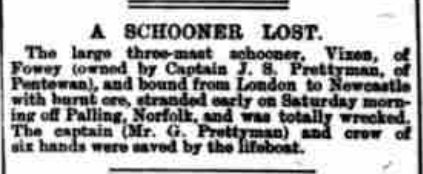 A SCHOONER LOST.
The large three-mast schooner, Vixen, of
Fowey (owned by Captain J. S. Prettyman, of
Pentewan), and bound from London to Newcastle
with burnt ore, stranded early on Saturday morn-
ing off Palling, Norfolk, and was totally wrecked.
The captain (Mr. G. Prettyman) and crew of
six hands were saved by the lifeboat.